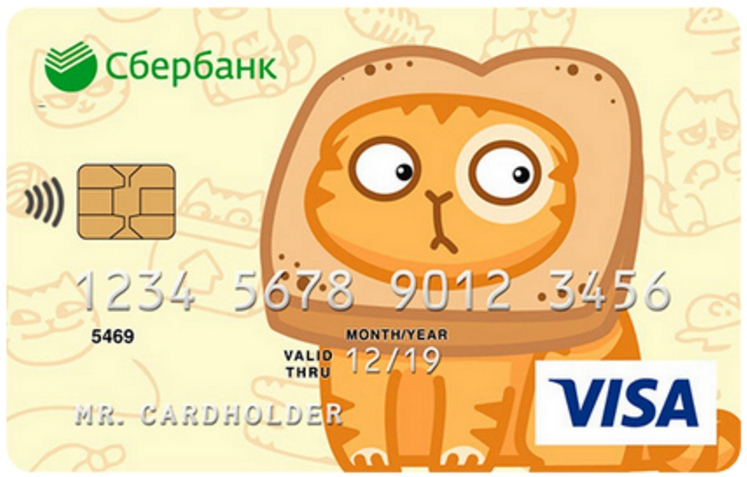 Сбербанк
1234 5678 9012 3456
5469
MONTH/YEAR
VALID THRU 12/19
MR. CARDHOLDER
VISA